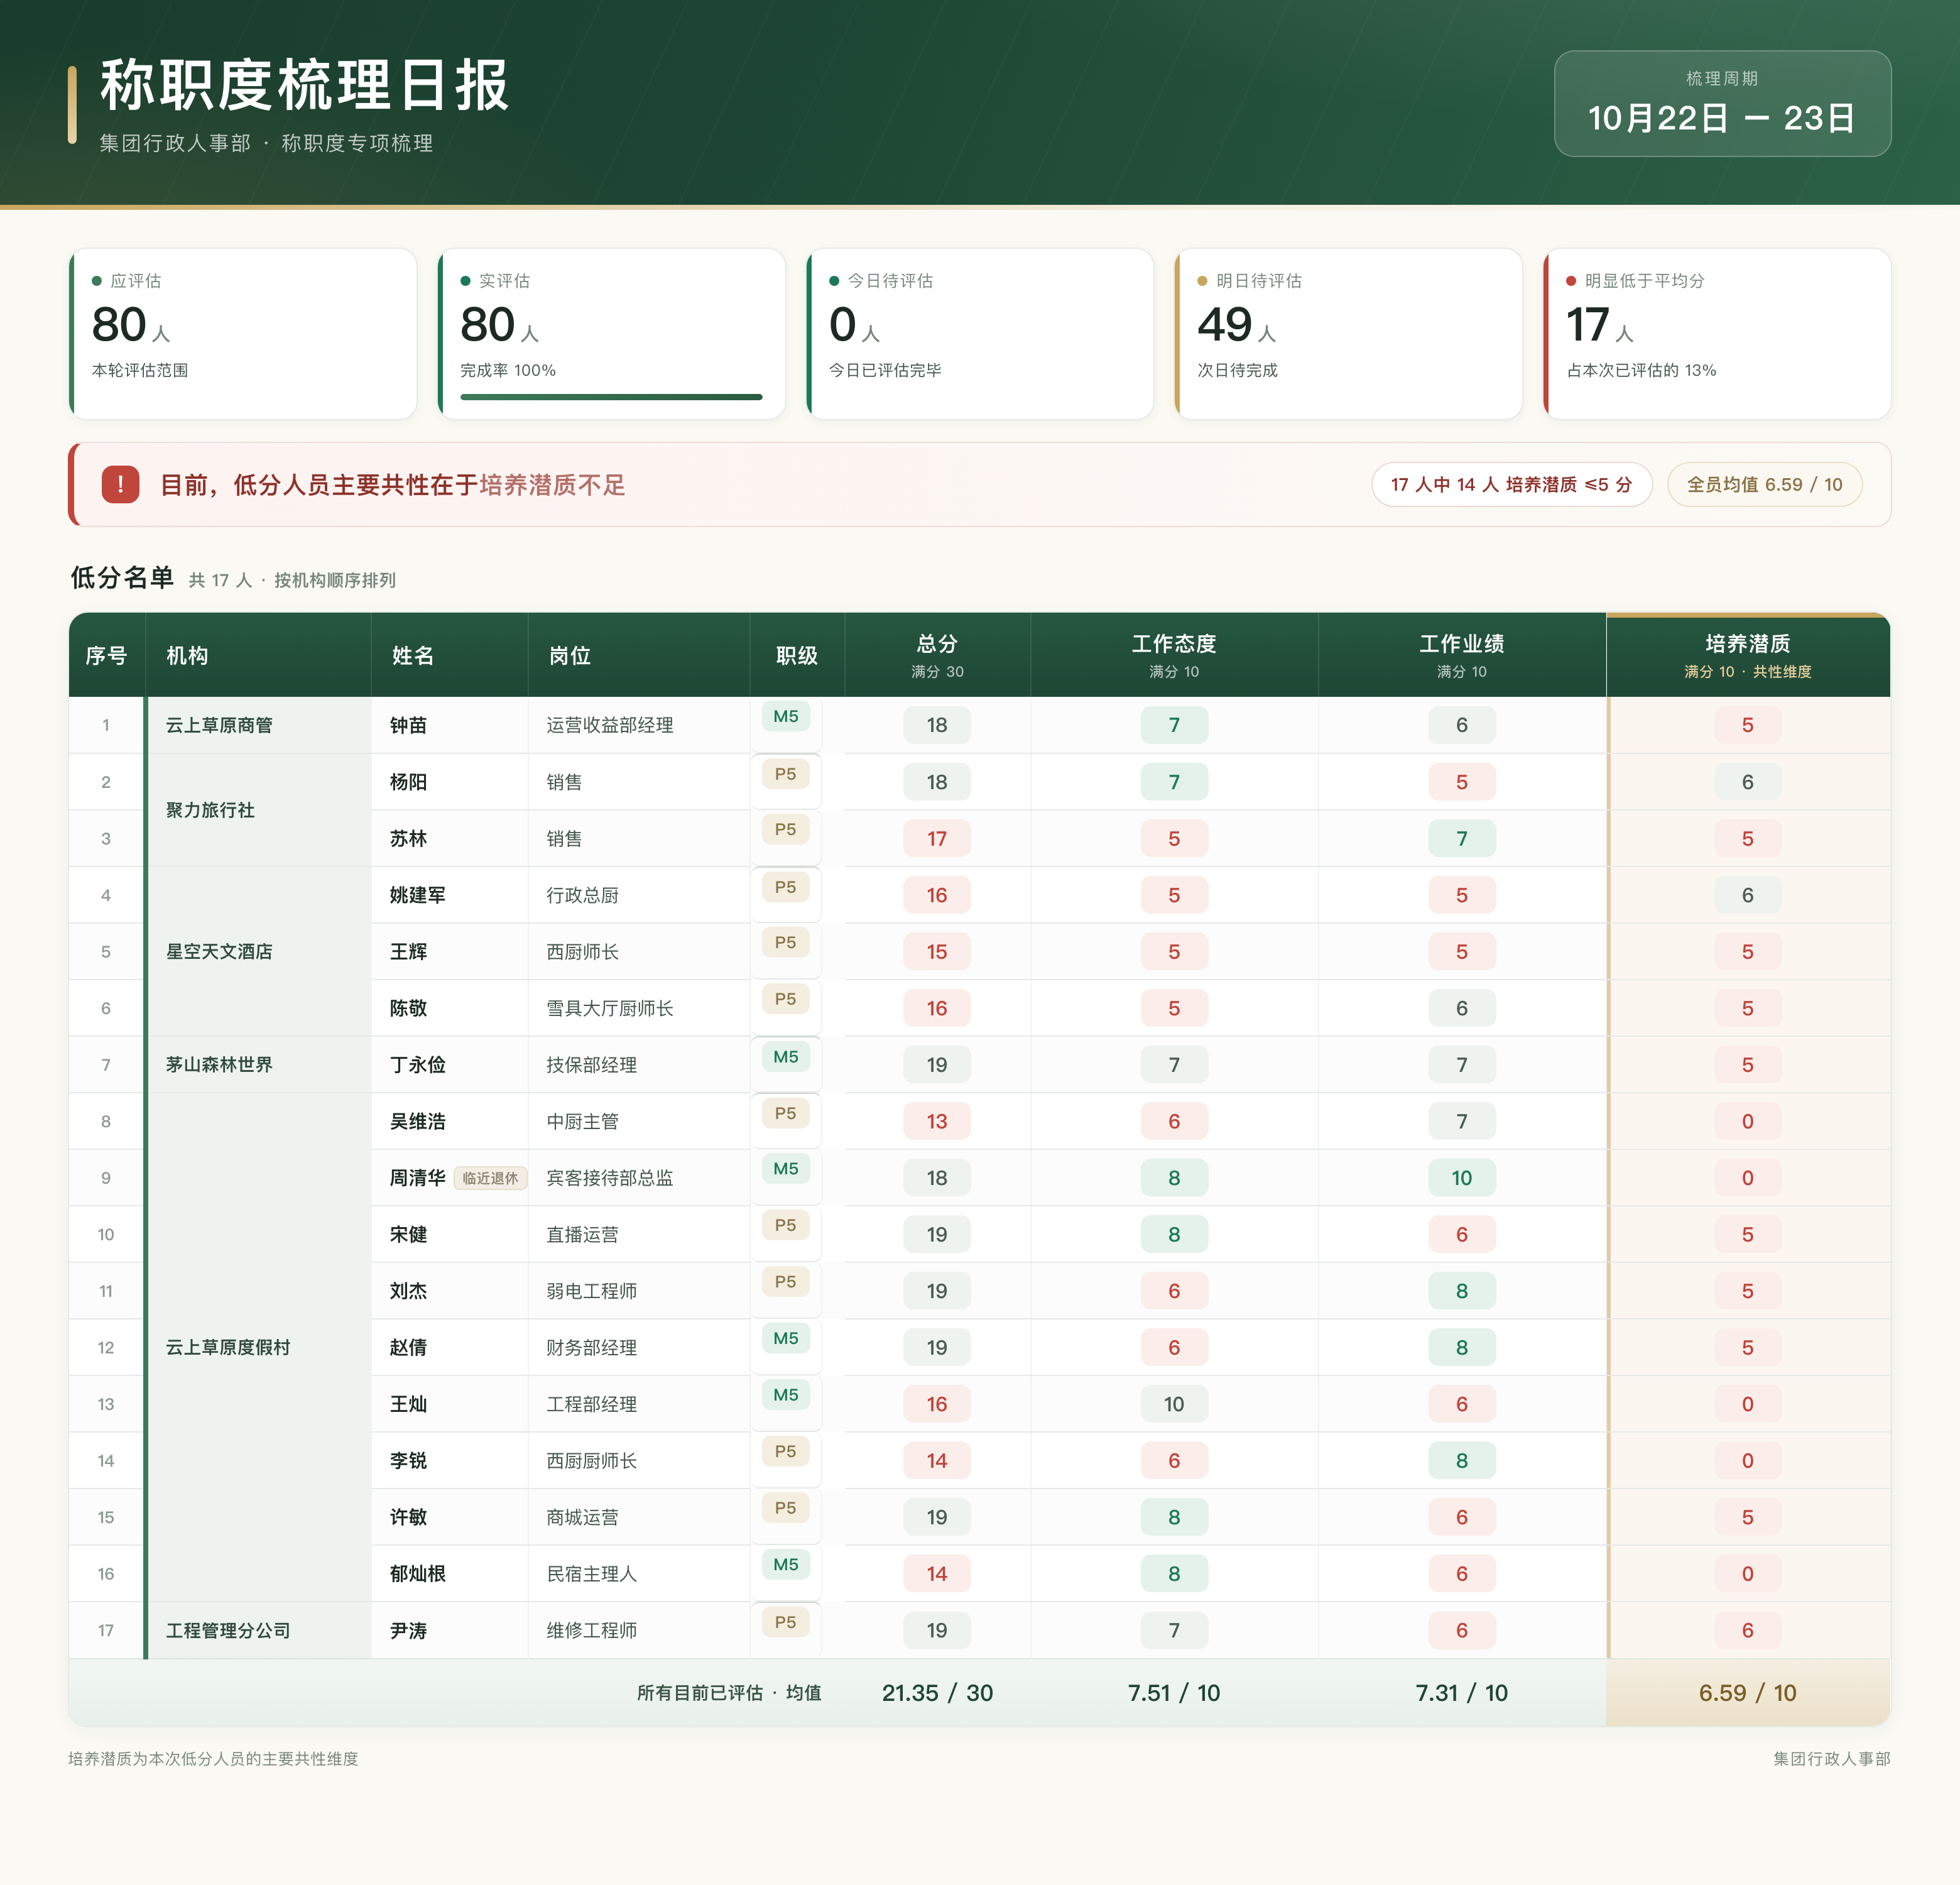 称职度梳理日报
集团行政人事部 · 称职度专项梳理
梳理周期
10月22日 — 23日
应评估
80人
本轮评估范围
实评估
80人
完成率 100%
今日待评估
0人
今日已评估完毕
明日待评估
49人
次日待完成
明显低于平均分
17人
占本次已评估的 13%
! 目前，低分人员主要共性在于培养潜质不足
17 人中 14 人 培养潜质 ≤5 分
全员均值 6.59 / 10
低分名单 共 17 人 · 按机构顺序排列
序号 机构 姓名 岗位 职级 总分 满分 30 工作态度 满分 10 工作业绩 满分 10 培养潜质 满分 10 · 共性维度
1 云上草原商管 钟苗 运营收益部经理 M5 18 7 6 5
2 聚力旅行社 杨阳 销售 P5 18 7 5 6
3 苏林 销售 P5 17 5 7 5
4 星空天文酒店 姚建军 行政总厨 P5 16 5 5 6
5 王辉 西厨师长 P5 15 5 5 5
6 陈敬 雪具大厅厨师长 P5 16 5 6 5
7 茅山森林世界 丁永俭 技保部经理 M5 19 7 7 5
8 云上草原度假村 吴维浩 中厨主管 P5 13 6 7 0
9 周清华 临近退休 宾客接待部总监 M5 18 8 10 0
10 宋健 直播运营 P5 19 8 6 5
11 刘杰 弱电工程师 P5 19 6 8 5
12 赵倩 财务部经理 M5 19 6 8 5
13 王灿 工程部经理 M5 16 10 6 0
14 李锐 西厨厨师长 P5 14 6 8 0
15 许敏 商城运营 P5 19 8 6 5
16 郁灿根 民宿主理人 M5 14 8 6 0
17 工程管理分公司 尹涛 维修工程师 P5 19 7 6 6
所有目前已评估 · 均值 21.35 / 30 7.51 / 10 7.31 / 10 6.59 / 10
培养潜质为本次低分人员的主要共性维度
集团行政人事部